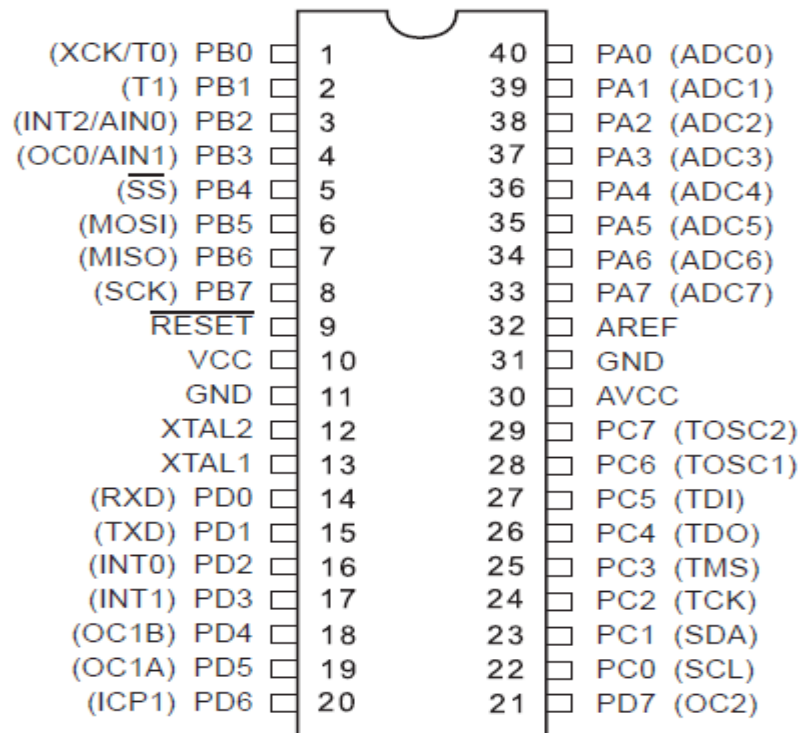 (XCK/T0) PB0 1 40 PA0 (ADC0)
(T1) PB1 2 39 PA1 (ADC1)
(INT2/AIN0) PB2 3 38 PA2 (ADC2)
(OC0/AIN1) PB3 4 37 PA3 (ADC3)
(S̅S̅) PB4 5 36 PA4 (ADC4)
(MOSI) PB5 6 35 PA5 (ADC5)
(MISO) PB6 7 34 PA6 (ADC6)
(SCK) PB7 8 33 PA7 (ADC7)
R̅E̅S̅E̅T̅ 9 32 AREF
VCC 10 31 GND
GND 11 30 AVCC
XTAL2 12 29 PC7 (TOSC2)
XTAL1 13 28 PC6 (TOSC1)
(RXD) PD0 14 27 PC5 (TDI)
(TXD) PD1 15 26 PC4 (TDO)
(INT0) PD2 16 25 PC3 (TMS)
(INT1) PD3 17 24 PC2 (TCK)
(OC1B) PD4 18 23 PC1 (SDA)
(OC1A) PD5 19 22 PC0 (SCL)
(ICP1) PD6 20 21 PD7 (OC2)